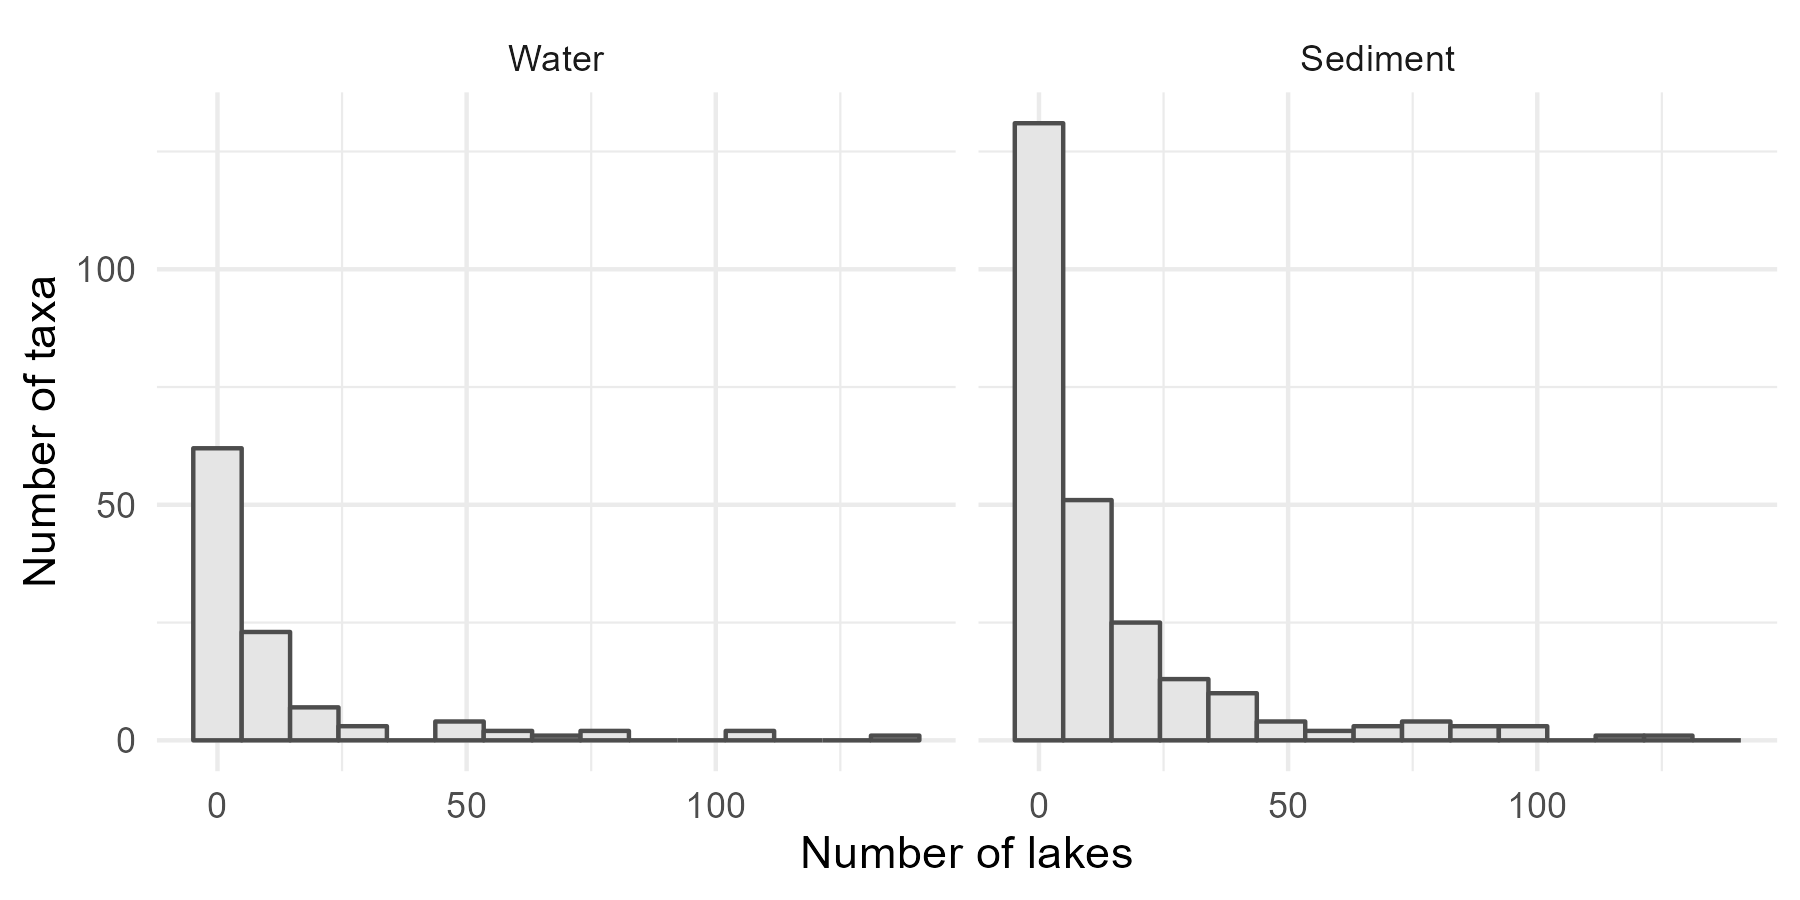 Water
Sediment
Number of taxa
100
50
0
0 50 100
0 50 100
Number of lakes